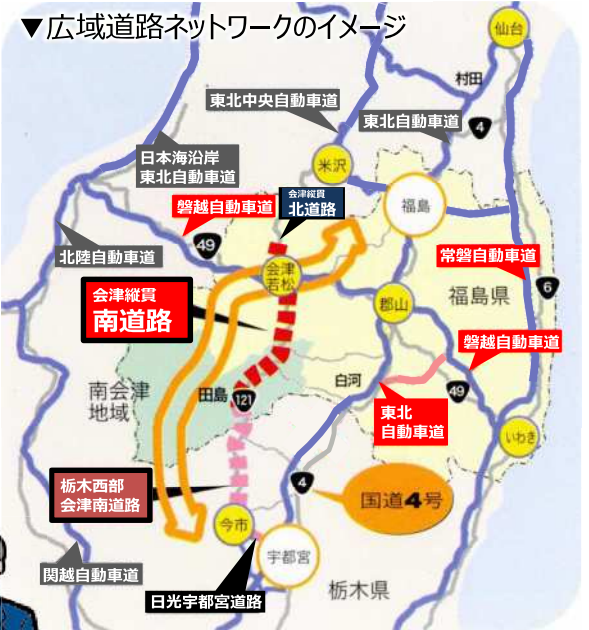 ▼広域道路ネットワークのイメージ
仙台
村田
東北中央自動車道
東北自動車道
4
日本海沿岸
東北自動車道
米沢
会津縦貫
北道路
磐越自動車道
福島
49
北陸自動車道
会津
若松
常磐自動車道
6
会津縦貫
南道路
郡山
福島県
磐越自動車道
南会津
地域
田島
121
白河
49
東北
自動車道
いわき
栃木西部
会津南道路
4
国道4号
今市
宇都宮
関越自動車道
日光宇都宮道路
栃木県